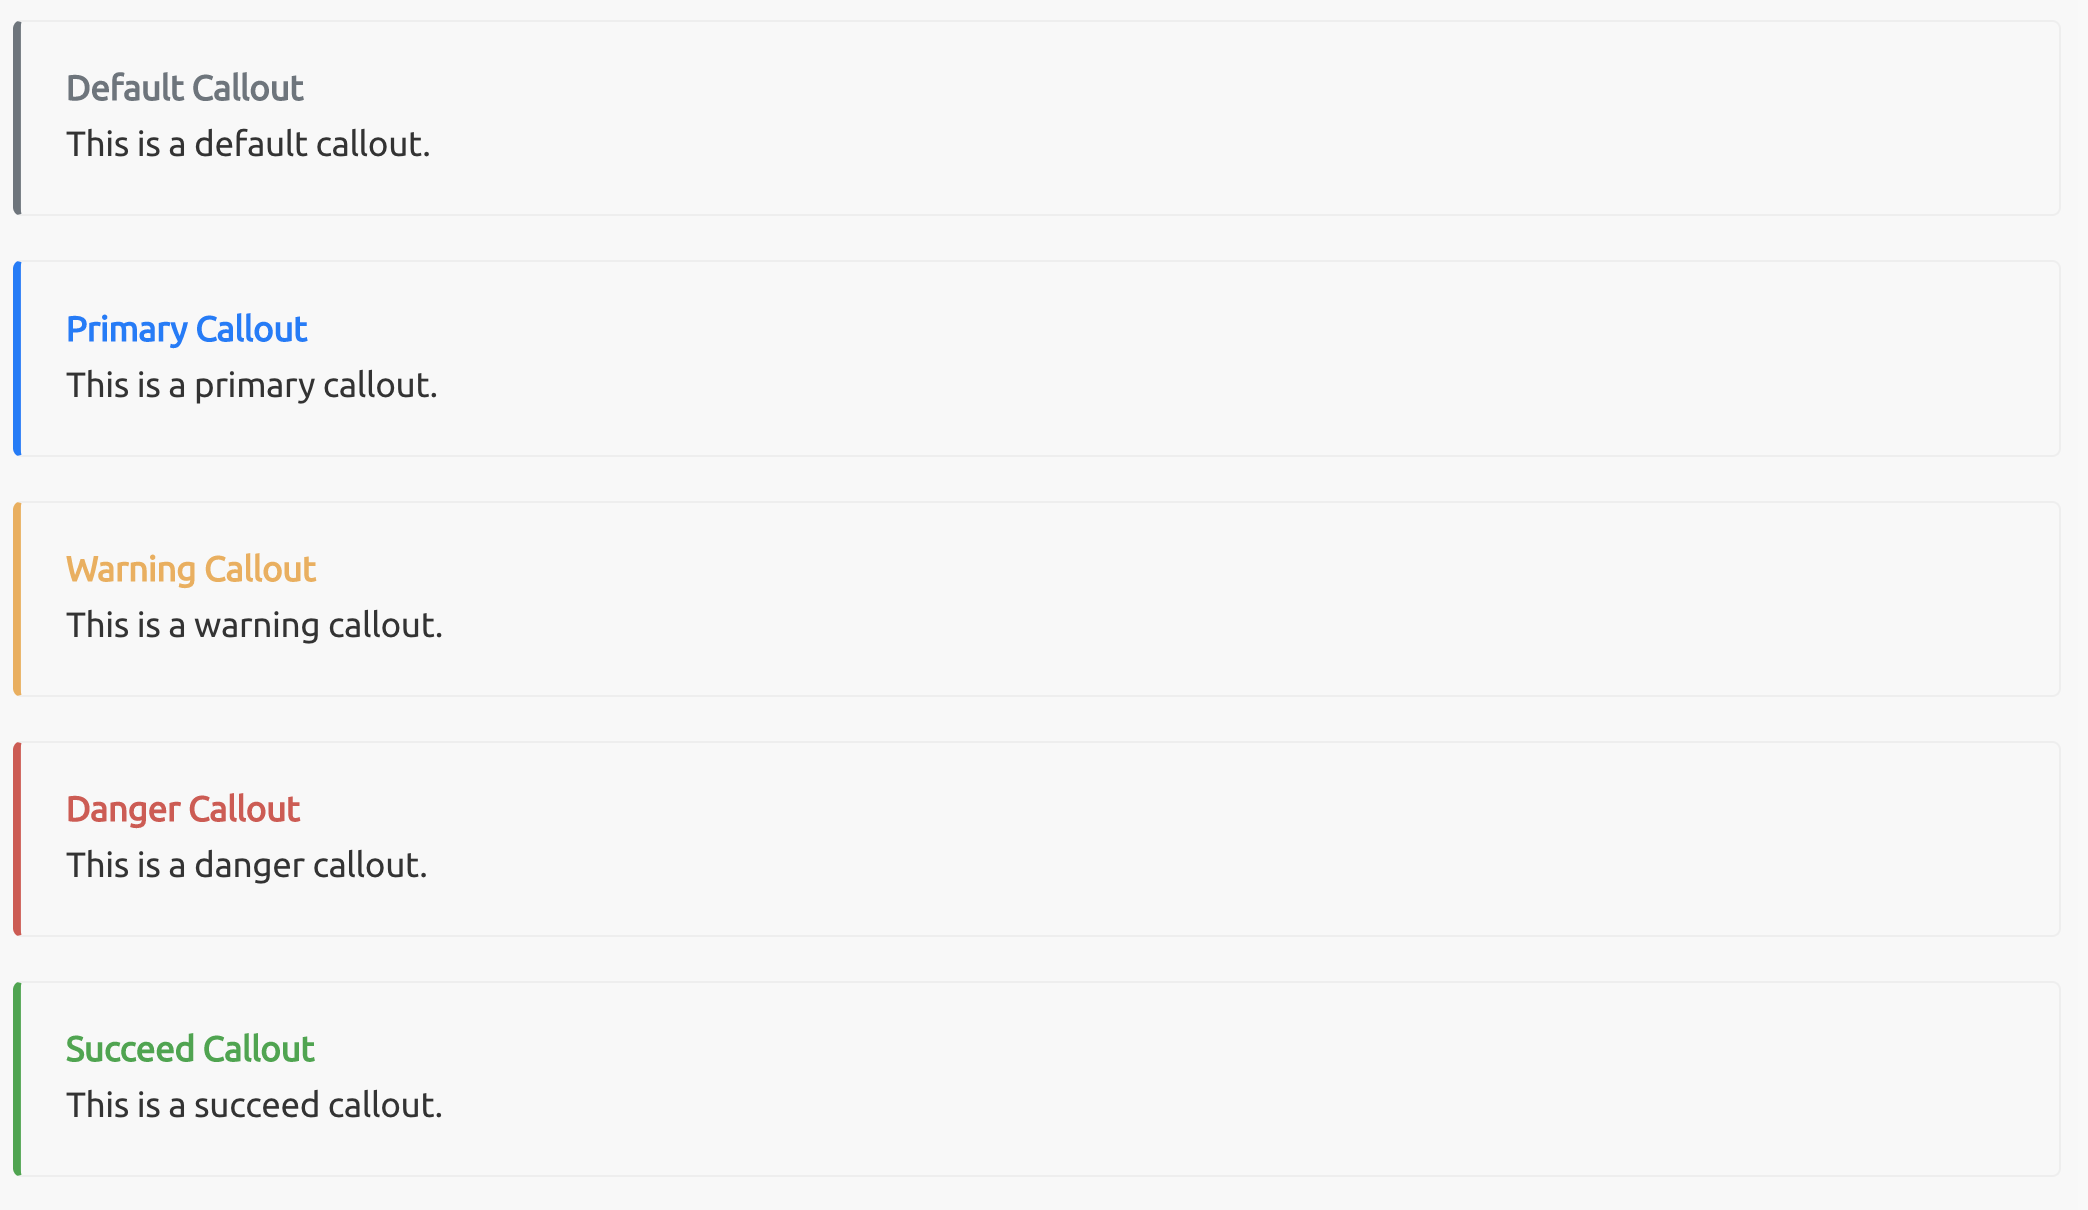 Default Callout
This is a default callout.
Primary Callout
This is a primary callout.
Warning Callout
This is a warning callout.
Danger Callout
This is a danger callout.
Succeed Callout
This is a succeed callout.